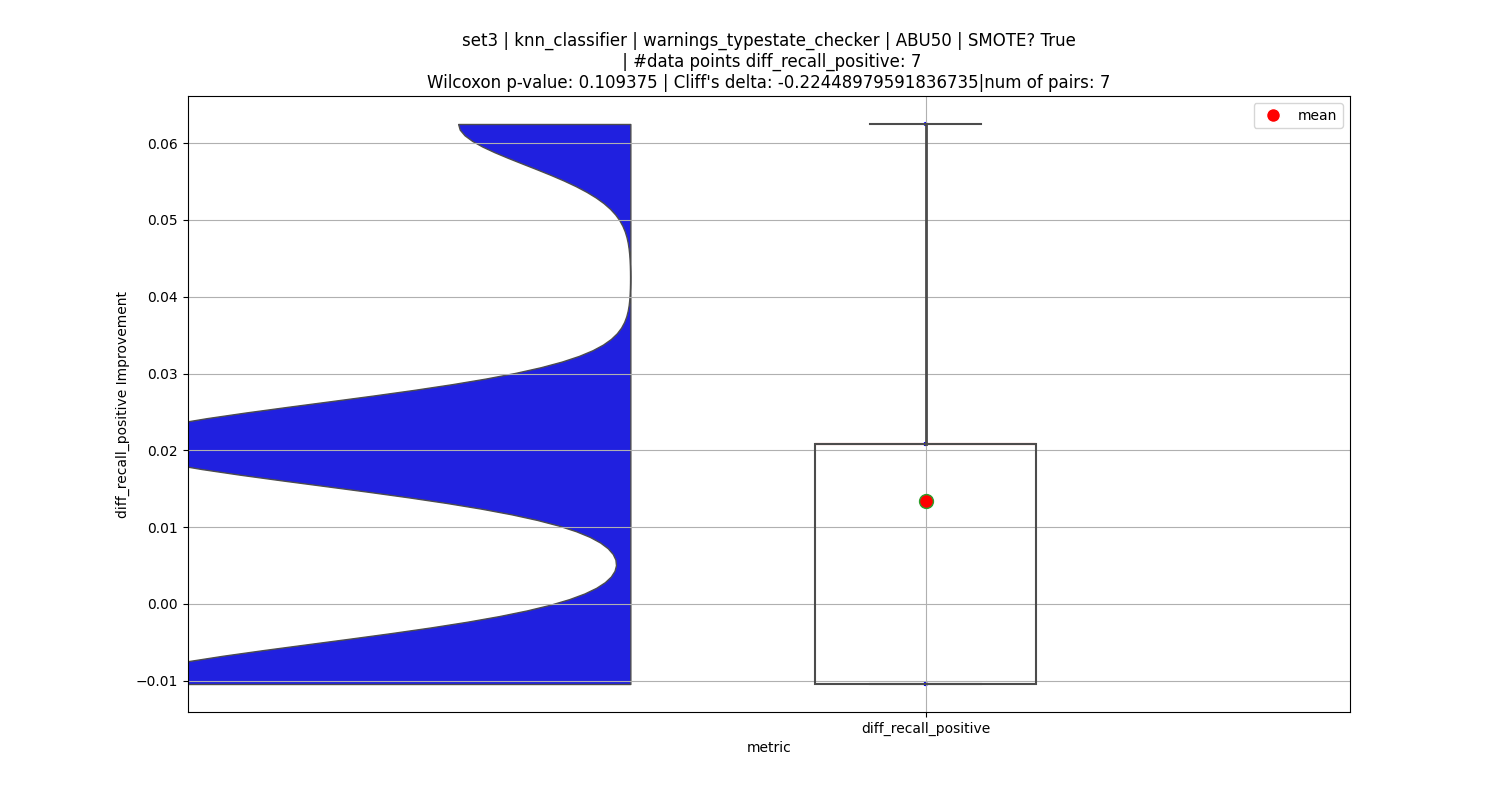 set3 | knn_classifier | warnings_typestate_checker | ABU50 | SMOTE? True
| #data points diff_recall_positive: 7
Wilcoxon p-value: 0.109375 | Cliff's delta: -0.22448979591836735|num of pairs: 7
mean
0.06
0.05
0.04
0.03
0.02
0.01
0.00
−0.01
diff_recall_positive Improvement
diff_recall_positive
metric